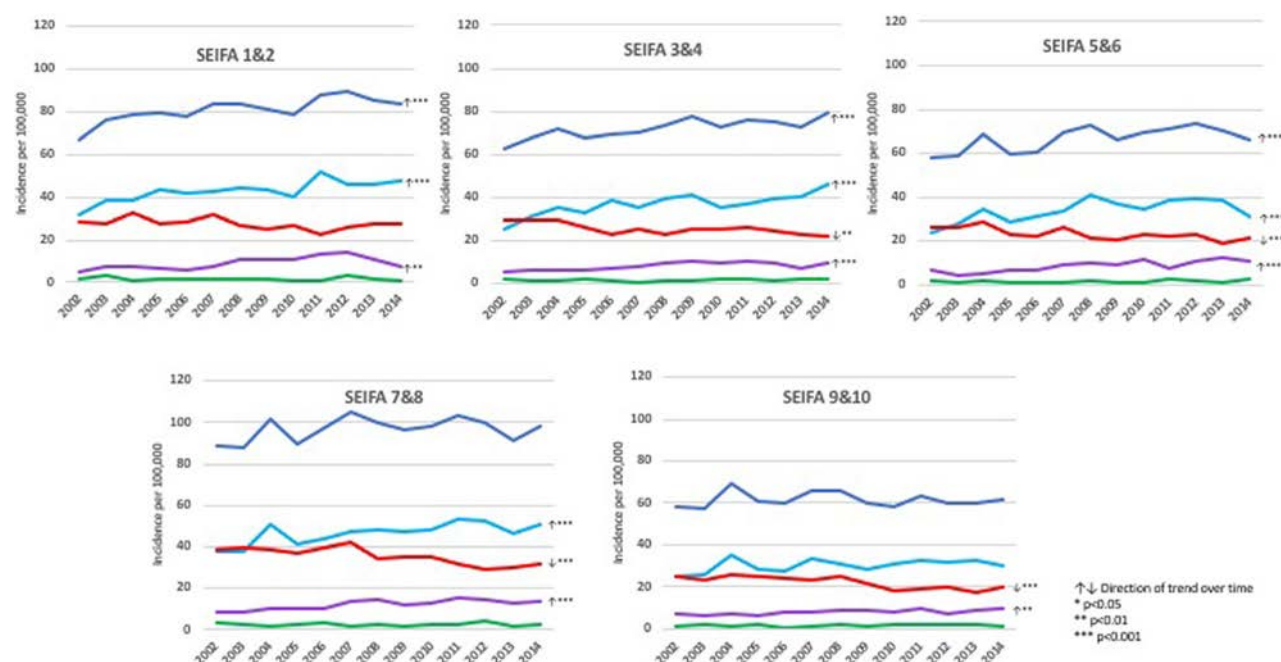 SEIFA 1&2
Incidence per 100,000
120
100
80
60
40
20
0
↑***
↑***
↑**
2002 2003 2004 2005 2006 2007 2008 2009 2010 2011 2012 2013 2014
SEIFA 3&4
Incidence per 100,000
120
100
80
60
40
20
0
↑***
↑***
↓**
↑***
2002 2003 2004 2005 2006 2007 2008 2009 2010 2011 2012 2013 2014
SEIFA 5&6
Incidence per 100,000
120
100
80
60
40
20
0
↑***
↑***
↓***
↑***
2002 2003 2004 2005 2006 2007 2008 2009 2010 2011 2012 2013 2014
SEIFA 7&8
Incidence per 100,000
120
100
80
60
40
20
0
↑***
↓***
↑***
2002 2003 2004 2005 2006 2007 2008 2009 2010 2011 2012 2013 2014
SEIFA 9&10
Incidence per 100,000
120
100
80
60
40
20
0
↓***
↑**
2002 2003 2004 2005 2006 2007 2008 2009 2010 2011 2012 2013 2014
↑↓ Direction of trend over time
* p<0.05
** p<0.01
*** p<0.001